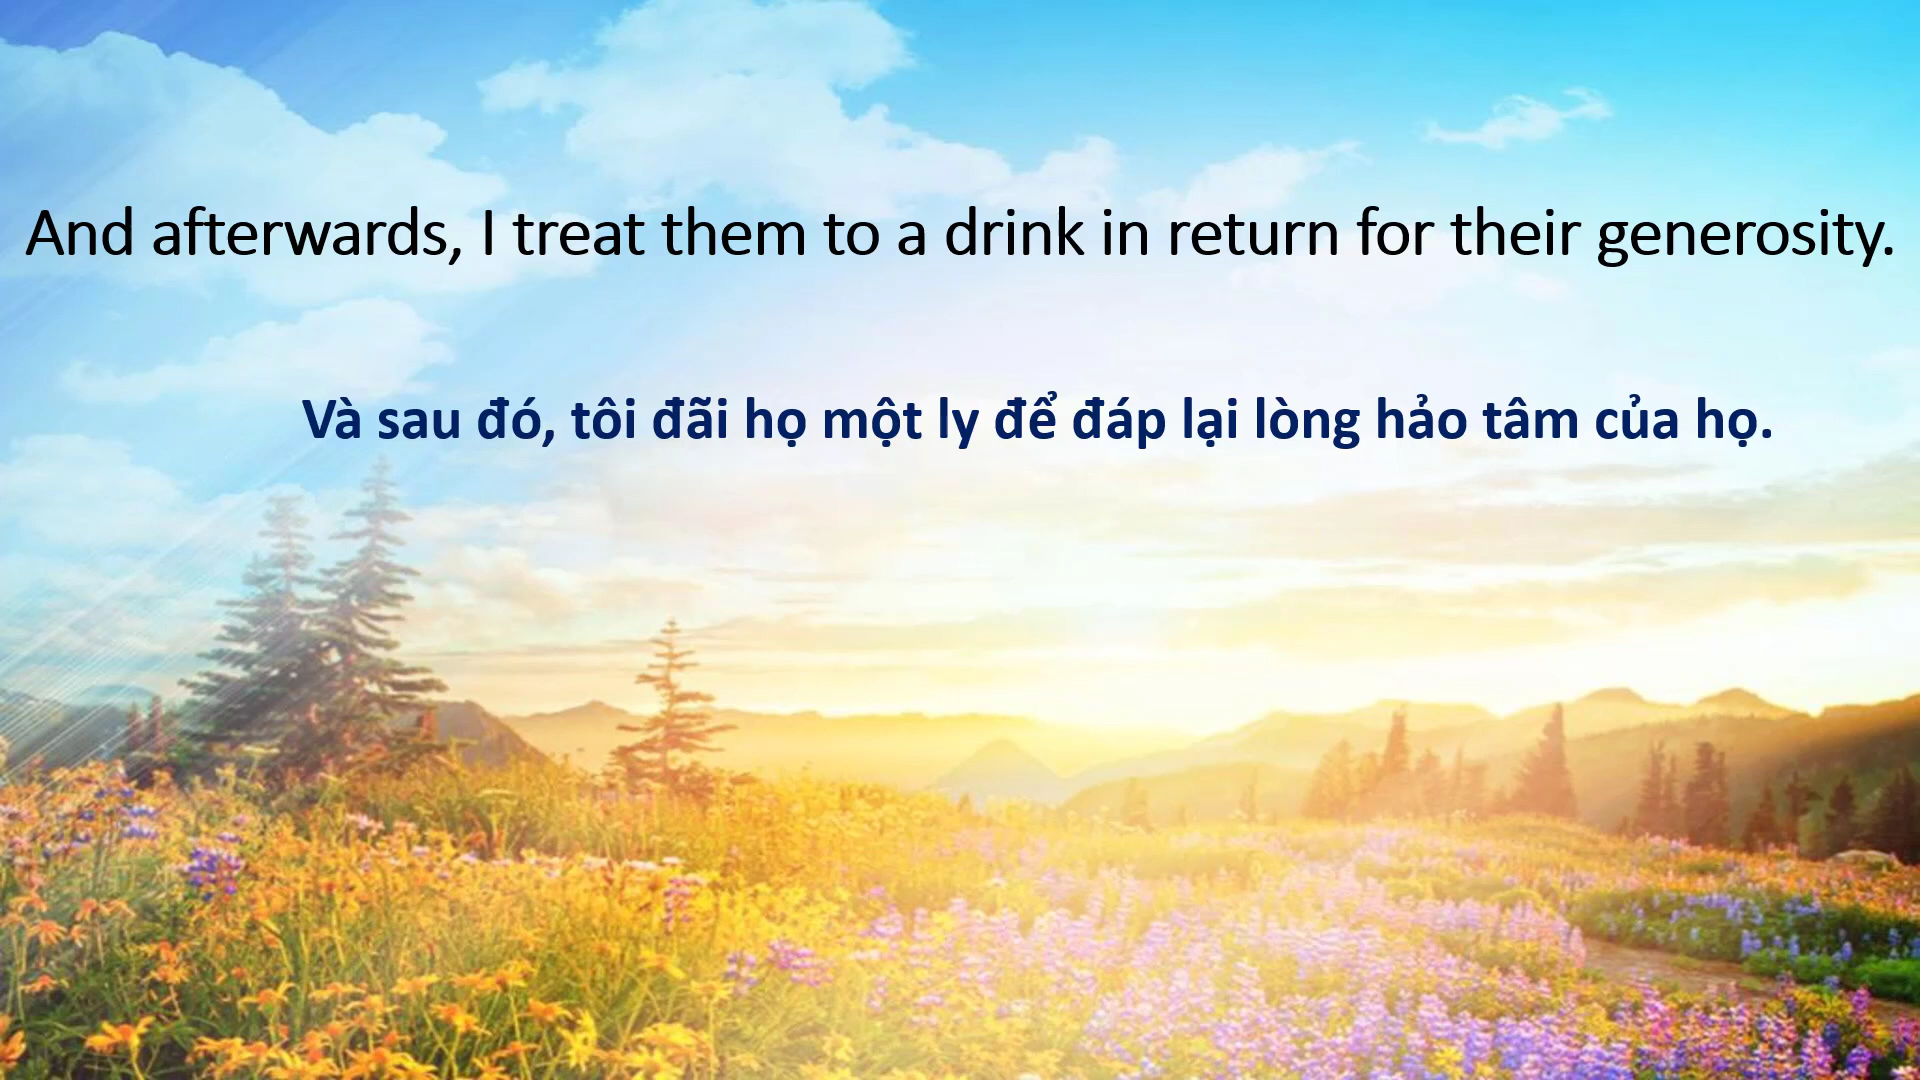 And afterwards, I treat them to a drink in return for their generosity.
Và sau đó, tôi đãi họ một ly để đáp lại lòng hảo tâm của họ.